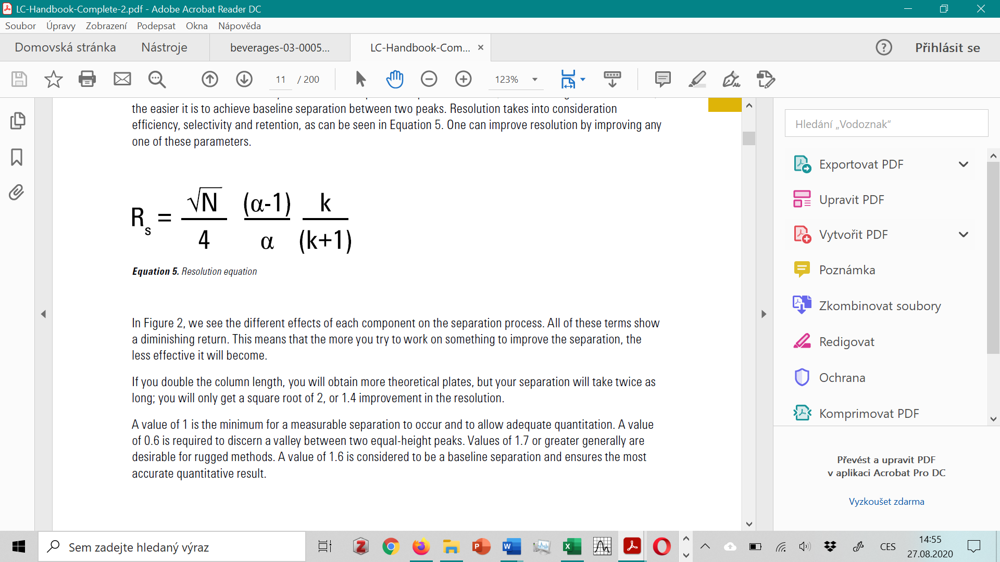 LC-Handbook-Complete-2.pdf - Adobe Acrobat Reader DC
Soubor Úpravy Zobrazení Podepsat Okna Nápověda
Domovská stránka Nástroje beverages-03-0005... LC-Handbook-Com... × ? Přihlásit se
11 / 200 123%
the easier it is to achieve baseline separation between two peaks. Resolution takes into consideration
efficiency, selectivity and retention, as can be seen in Equation 5. One can improve resolution by improving any
one of these parameters.
R_s = √N/4 (α-1)/α k/(k+1)
Equation 5. Resolution equation
In Figure 2, we see the different effects of each component on the separation process. All of these terms show
a diminishing return. This means that the more you try to work on something to improve the separation, the
less effective it will become.
If you double the column length, you will obtain more theoretical plates, but your separation will take twice as
long; you will only get a square root of 2, or 1.4 improvement in the resolution.
A value of 1 is the minimum for a measurable separation to occur and to allow adequate quantitation. A value
of 0.6 is required to discern a valley between two equal-height peaks. Values of 1.7 or greater generally are
desirable for rugged methods. A value of 1.6 is considered to be a baseline separation and ensures the most
accurate quantitative result.
Hledání „Vodoznak“
Exportovat PDF
Upravit PDF
Vytvořit PDF
Poznámka
Zkombinovat soubory
Redigovat
Ochrana
Komprimovat PDF
Převést a upravit PDF
v aplikaci Acrobat Pro DC
Vyzkoušet zdarma
Sem zadejte hledaný výraz
CES
14:55
27.08.2020